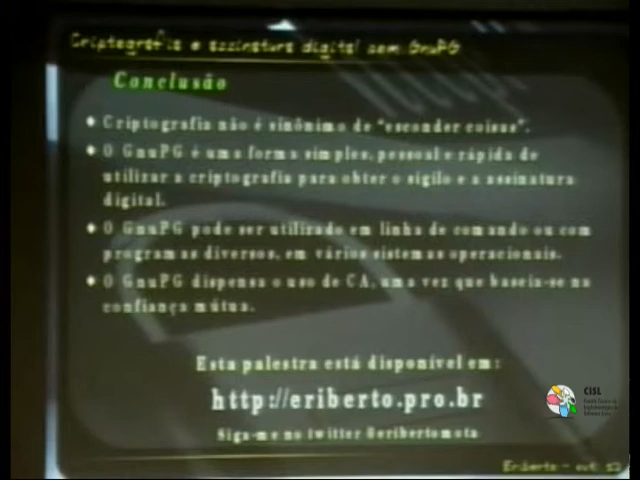 Criptografia e assinatura digital com GnuPG
Conclusão
Criptografia não é sinônimo de "esconder coisas".
O GnuPG é uma forma simples, pessoal e rápida de
utilizar a criptografia para obter o sigilo e a assinatura
digital.
O GnuPG pode ser utilizado em linha de comando ou com
programas diversos, em vários sistemas operacionais.
O GnuPG dispensa o uso de CA, uma vez que baseia-se na
confiança mútua.
Esta palestra está disponível em:
http://eriberto.pro.br
Siga-me no twitter @eribertomota
CISL
Eriberto - out.